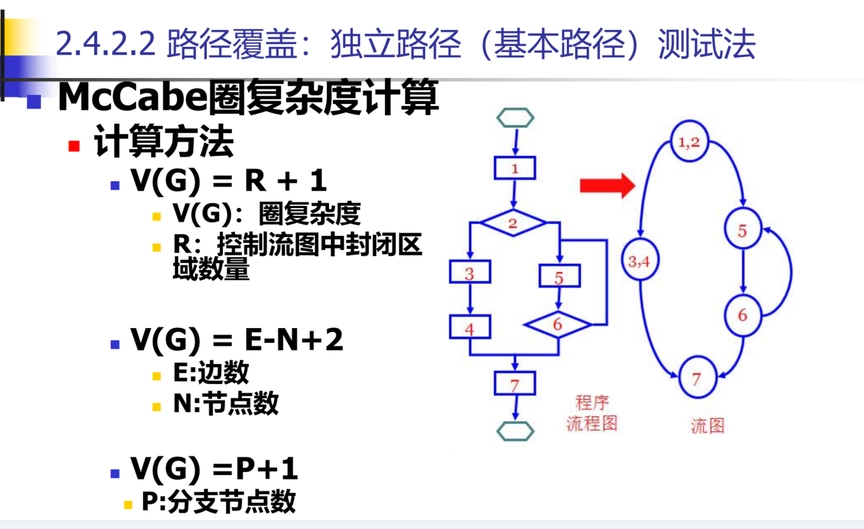 2.4.2.2 路径覆盖：独立路径（基本路径）测试法
McCabe圈复杂度计算
计算方法
V(G) = R + 1
V(G)：圈复杂度
R：控制流图中封闭区
域数量
V(G) = E-N+2
E:边数
N:节点数
V(G) =P+1
P:分支节点数
1
2
3
5
4
6
7
程序
流程图
1,2
5
3,4
6
7
流图